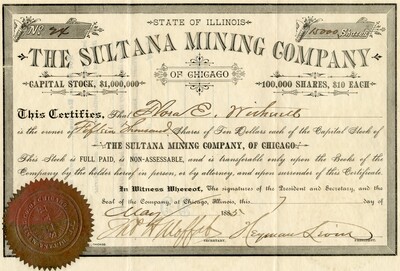 STATE OF ILLINOIS
No. 24
THE SULTANA MINING COMPANY
OF CHICAGO
CAPITAL STOCK, $1,000,000
100,000 SHARES, $10 EACH
This Certifies, That Flora E.
is the owner of Fifteen Thousand Shares of Ten Dollars each of the Capital Stock of
THE SULTANA MINING COMPANY, OF CHICAGO.
This Stock is FULL PAID, is NON-ASSESSABLE, and is transferable only upon the Books of the
Company by the holder hereof in person, or by attorney, and upon surrender of this Certificate.
In Witness Whereof, The signatures of the President and Secretary, and the
Seal of the Company, at Chicago, Illinois, this 7 day of
May 1885
SECRETARY.
PRESIDENT.